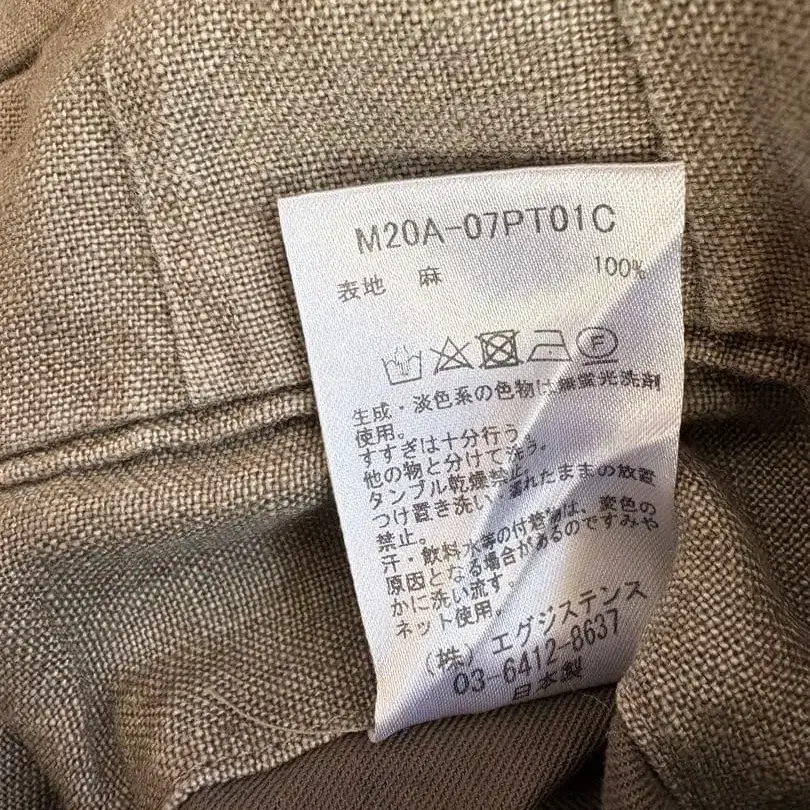 M20A-07PT01C
表地 麻 100%
F
生成・淡色系の色物は無蛍光洗剤
使用。
すすぎは十分行う。
他の物と分けて洗う。
タンブル乾燥禁止。
つけ置き洗い・濡れたままの放置
禁止。
汗・飲料水等の付着物は、変色の
原因となる場合があるのですみや
かに洗い流す。
ネット使用。
(株) エグジステンス
03-6412-8637
日本製